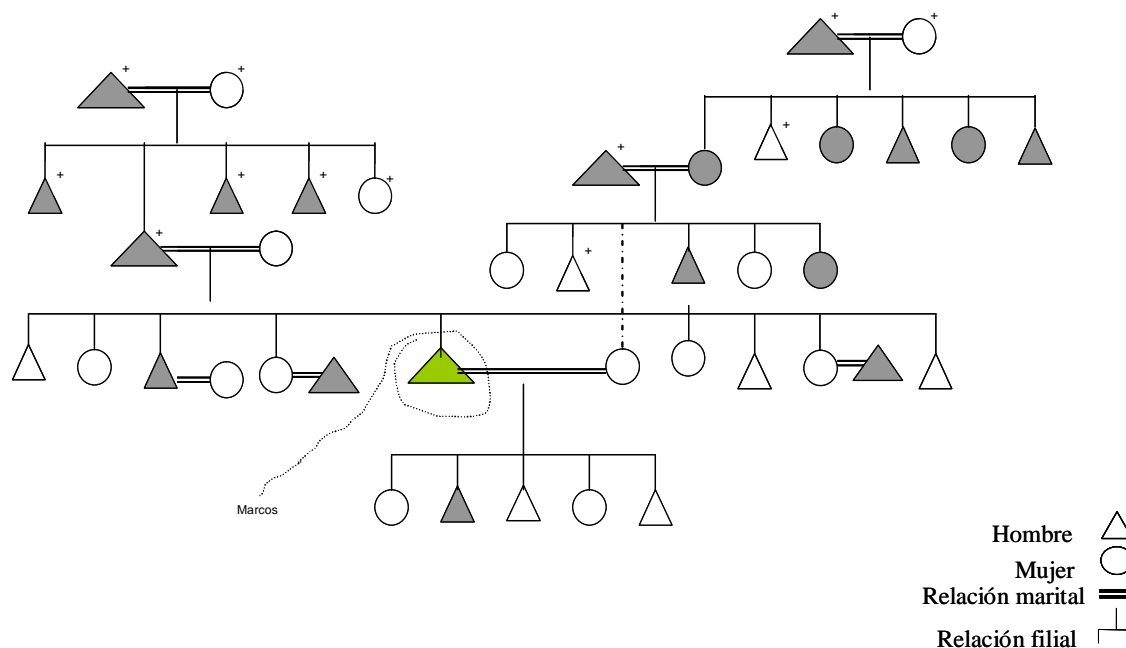 Marcos
Hombre
Mujer
Relación marital
Relación filial